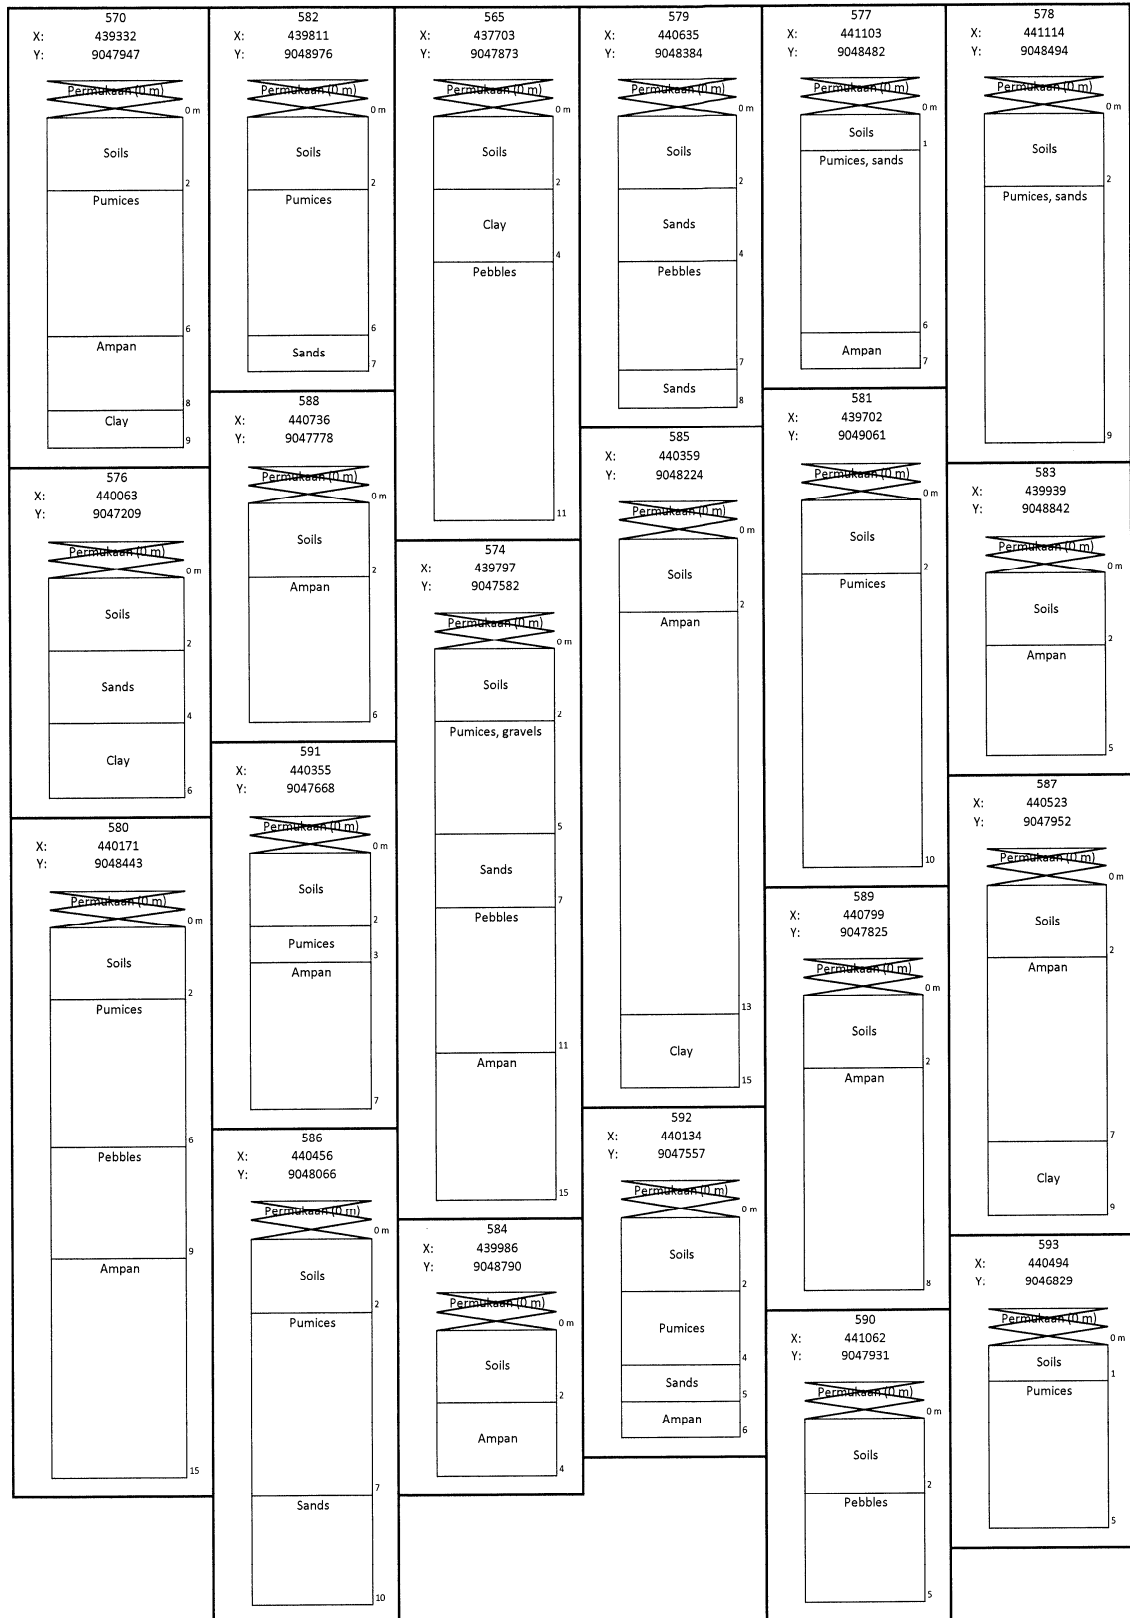 570
X: 439332
Y: 9047947
Permukaan (0 m)
0 m
Soils
2
Pumices
6
Ampan
8
Clay
9
576
X: 440063
Y: 9047209
Permukaan (0 m)
0 m
Soils
2
Sands
4
Clay
6
580
X: 440171
Y: 9048443
Permukaan (0 m)
0 m
Soils
2
Pumices
6
Pebbles
9
Ampan
15
582
X: 439811
Y: 9048976
Permukaan (0 m)
0 m
Soils
2
Pumices
6
Sands
7
588
X: 440736
Y: 9047778
Permukaan (0 m)
0 m
Soils
2
Ampan
6
591
X: 440355
Y: 9047668
Permukaan (0 m)
0 m
Soils
2
Pumices
3
Ampan
7
586
X: 440456
Y: 9048066
Permukaan (0 m)
0 m
Soils
2
Pumices
7
Sands
10
565
X: 437703
Y: 9047873
Permukaan (0 m)
0 m
Soils
2
Clay
4
Pebbles
11
574
X: 439797
Y: 9047582
Permukaan (0 m)
0 m
Soils
2
Pumices, gravels
5
Sands
7
Pebbles
11
Ampan
15
584
X: 439986
Y: 9048790
Permukaan (0 m)
0 m
Soils
2
Ampan
4
579
X: 440635
Y: 9048384
Permukaan (0 m)
0 m
Soils
2
Sands
4
Pebbles
7
Sands
8
585
X: 440359
Y: 9048224
Permukaan (0 m)
0 m
Soils
2
Ampan
13
Clay
15
592
X: 440134
Y: 9047557
Permukaan (0 m)
0 m
Soils
2
Pumices
4
Sands
5
Ampan
6
577
X: 441103
Y: 9048482
Permukaan (0 m)
0 m
Soils
1
Pumices, sands
6
Ampan
7
581
X: 439702
Y: 9049061
Permukaan (0 m)
0 m
Soils
2
Pumices
10
589
X: 440799
Y: 9047825
Permukaan (0 m)
0 m
Soils
2
Ampan
8
590
X: 441062
Y: 9047931
Permukaan (0 m)
0 m
Soils
2
Pebbles
5
578
X: 441114
Y: 9048494
Permukaan (0 m)
0 m
Soils
2
Pumices, sands
9
583
X: 439939
Y: 9048842
Permukaan (0 m)
0 m
Soils
2
Ampan
5
587
X: 440523
Y: 9047952
Permukaan (0 m)
0 m
Soils
2
Ampan
7
Clay
9
593
X: 440494
Y: 9046829
Permukaan (0 m)
0 m
Soils
1
Pumices
5